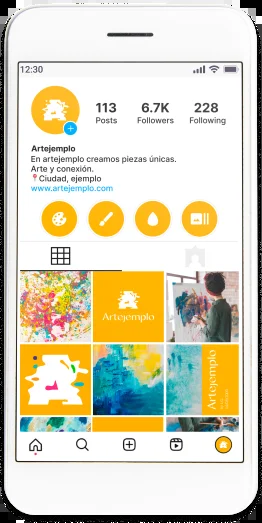 12:30
113 6.7K 228
Posts Followers Following
Artejemplo
En artejemplo creamos piezas únicas.
Arte y conexión.
📍Ciudad, ejemplo
www.artejemplo.com
Artejemplo
Artejemplo